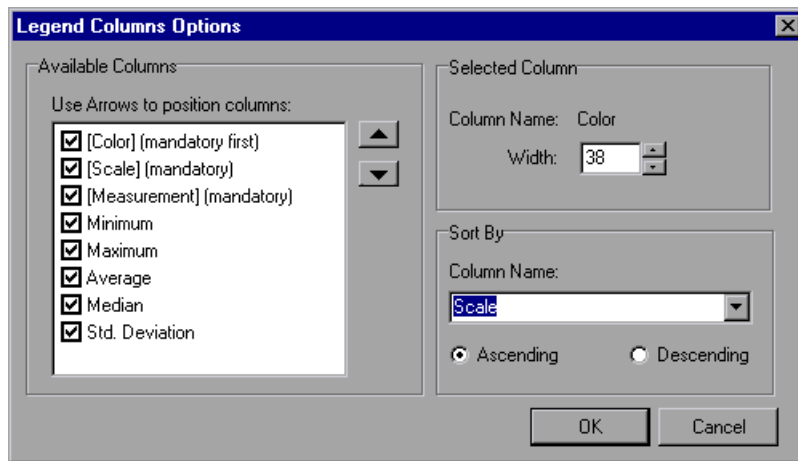 Legend Columns Options
Available Columns
Use Arrows to position columns:
[Color] (mandatory first)
[Scale] (mandatory)
[Measurement] (mandatory)
Minimum
Maximum
Average
Median
Std. Deviation
Selected Column
Column Name: Color
Width: 38
Sort By
Column Name:
Scale
Ascending Descending
OK Cancel